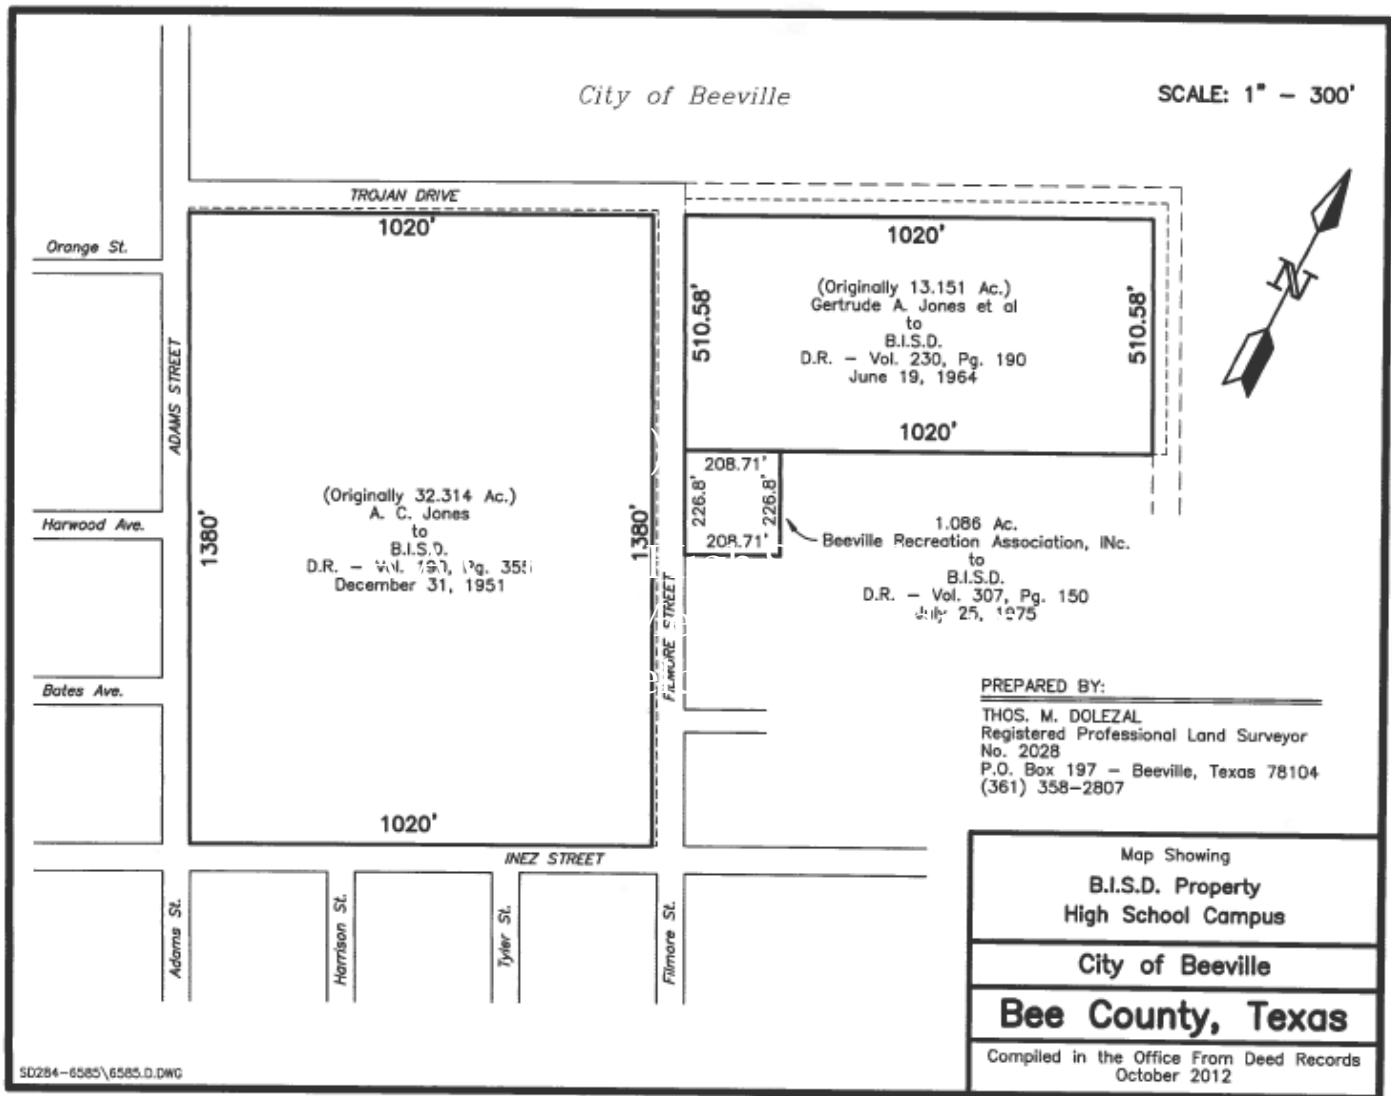 City of Beeville
SCALE: 1" - 300'
TROJAN DRIVE
1020'
1020'
Orange St.
(Originally 13.151 Ac.)
Gertrude A. Jones et al
to
B.I.S.D.
D.R. - Vol. 230, Pg. 190
June 19, 1964
510.58'
510.58'
N
ADAMS STREET
1020'
208.71'
226.8'
226.8'
208.71'
(Originally 32.314 Ac.)
A. C. Jones
to
B.I.S.D.
D.R. - Vol. 190, Pg. 355
December 31, 1951
1380'
1380'
Harwood Ave.
1.086 Ac.
Beeville Recreation Association, INc.
to
B.I.S.D.
D.R. - Vol. 307, Pg. 150
July 25, 1975
FILMORE STREET
Bates Ave.
PREPARED BY:
THOS. M. DOLEZAL
Registered Professional Land Surveyor
No. 2028
P.O. Box 197 - Beeville, Texas 78104
(361) 358-2807
1020'
INEZ STREET
Adams St.
Harrison St.
Tyler St.
Filmore St.
Map Showing
B.I.S.D. Property
High School Campus
City of Beeville
Bee County, Texas
Compiled in the Office From Deed Records
October 2012
SD284-6585\6585.D.DWG